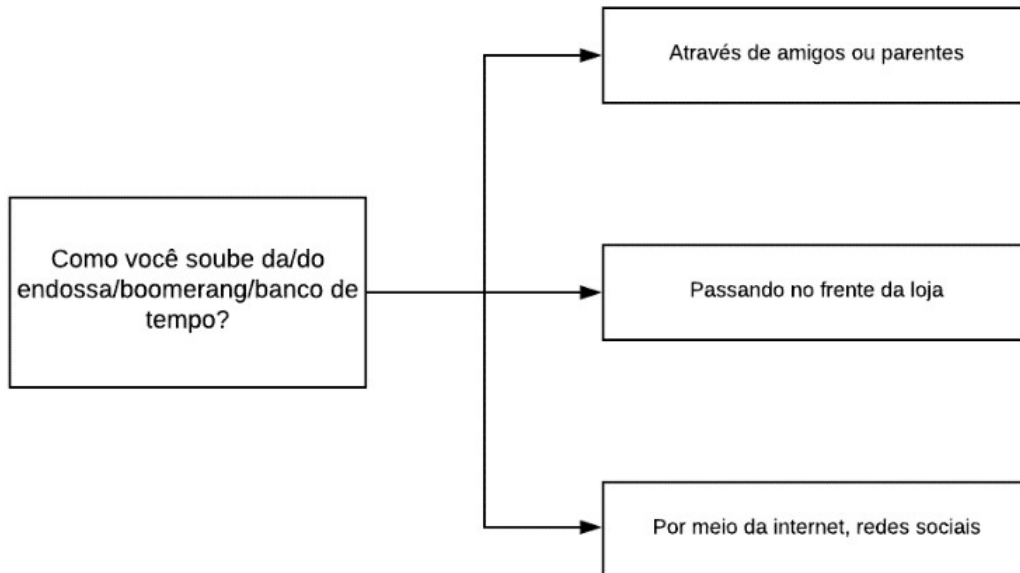 Através de amigos ou parentes
Como você soube da/do
endossa/boomerang/banco de
tempo?
Passando no frente da loja
Por meio da internet, redes sociais